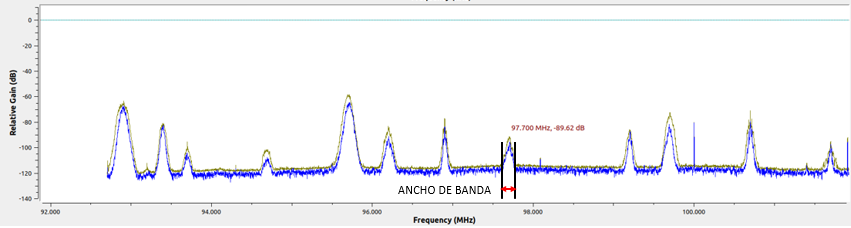 Relative Gain (dB)
0
-20
-40
-60
-80
-100
-120
-140
97.700 MHz, -89.62 dB
ANCHO DE BANDA
92.000 94.000 96.000 98.000 100.000
Frequency (MHz)